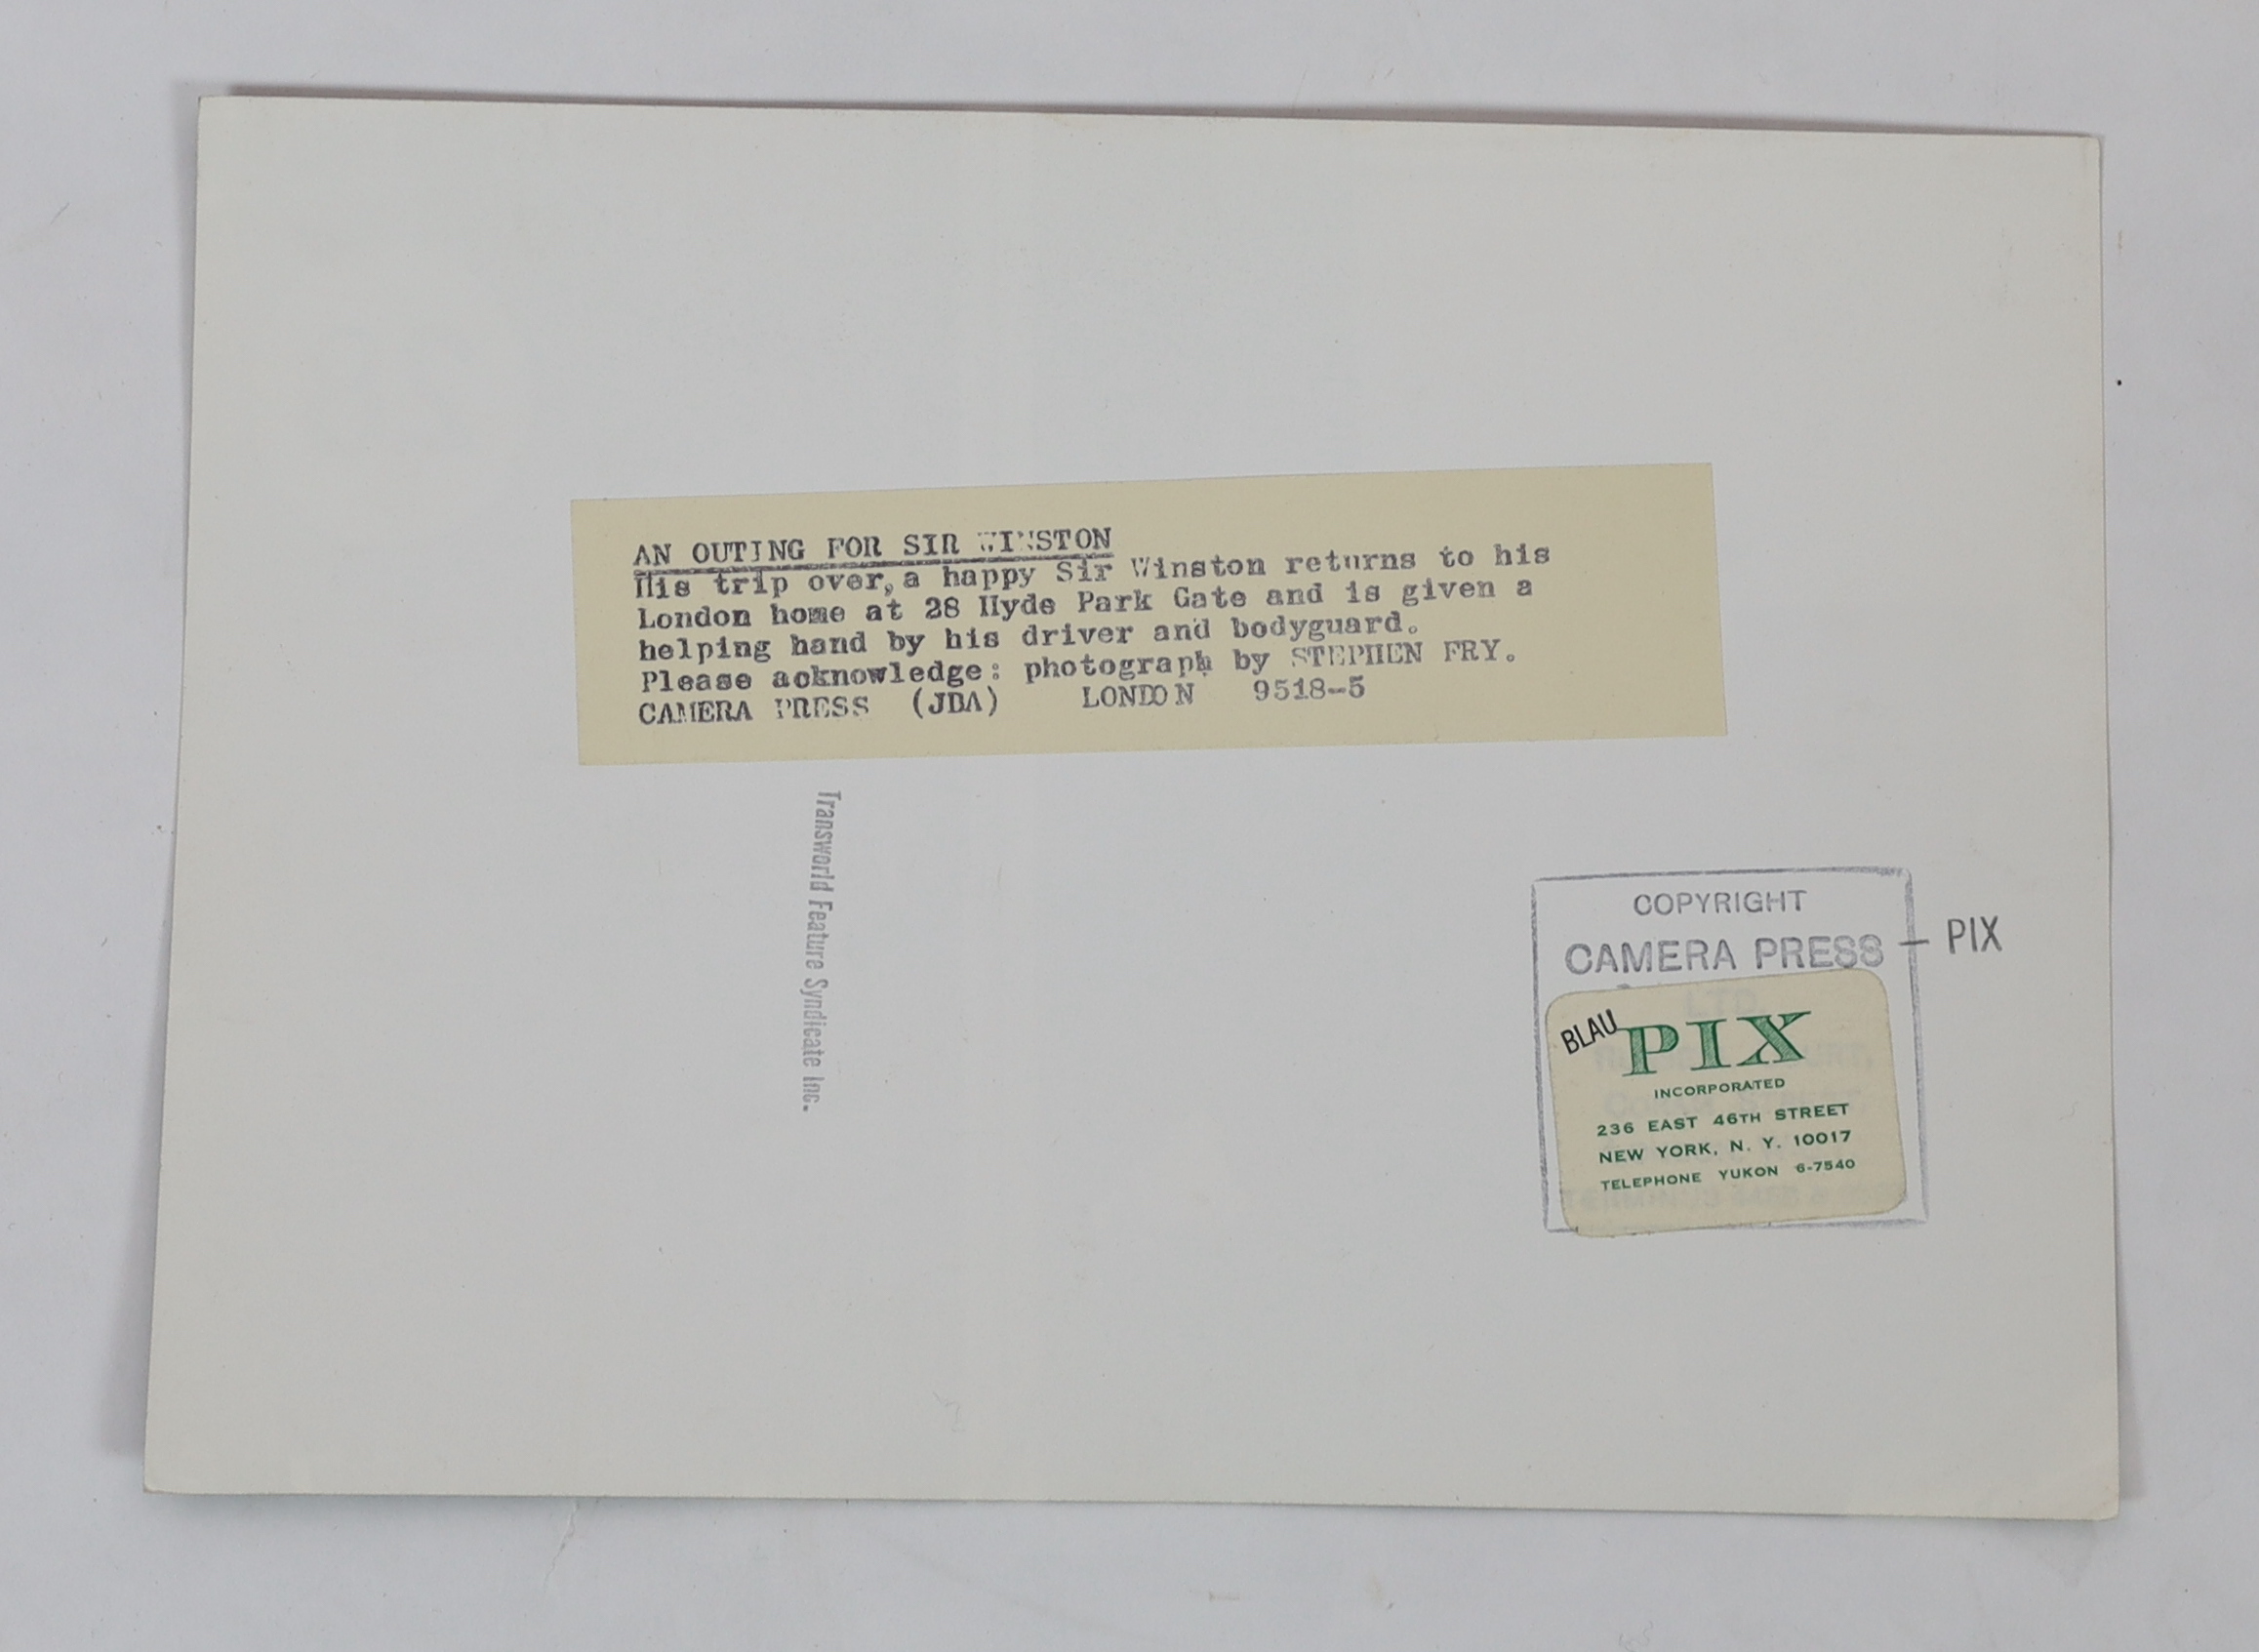 AN OUTING FOR SIR WINSTON
His trip over, a happy Sir Winston returns to his
London home at 28 Hyde Park Gate and is given a
helping hand by his driver and bodyguard.
Please acknowledge: photograph by STEPHEN FRY.
CAMERA PRESS (JDA) LONDON 9518-5
Transworld Feature Syndicate Inc.
COPYRIGHT
CAMERA PRESS — PIX
LTD
BLAU PIX
INCORPORATED
236 EAST 46TH STREET
NEW YORK, N. Y. 10017
TELEPHONE YUKON 6-7540